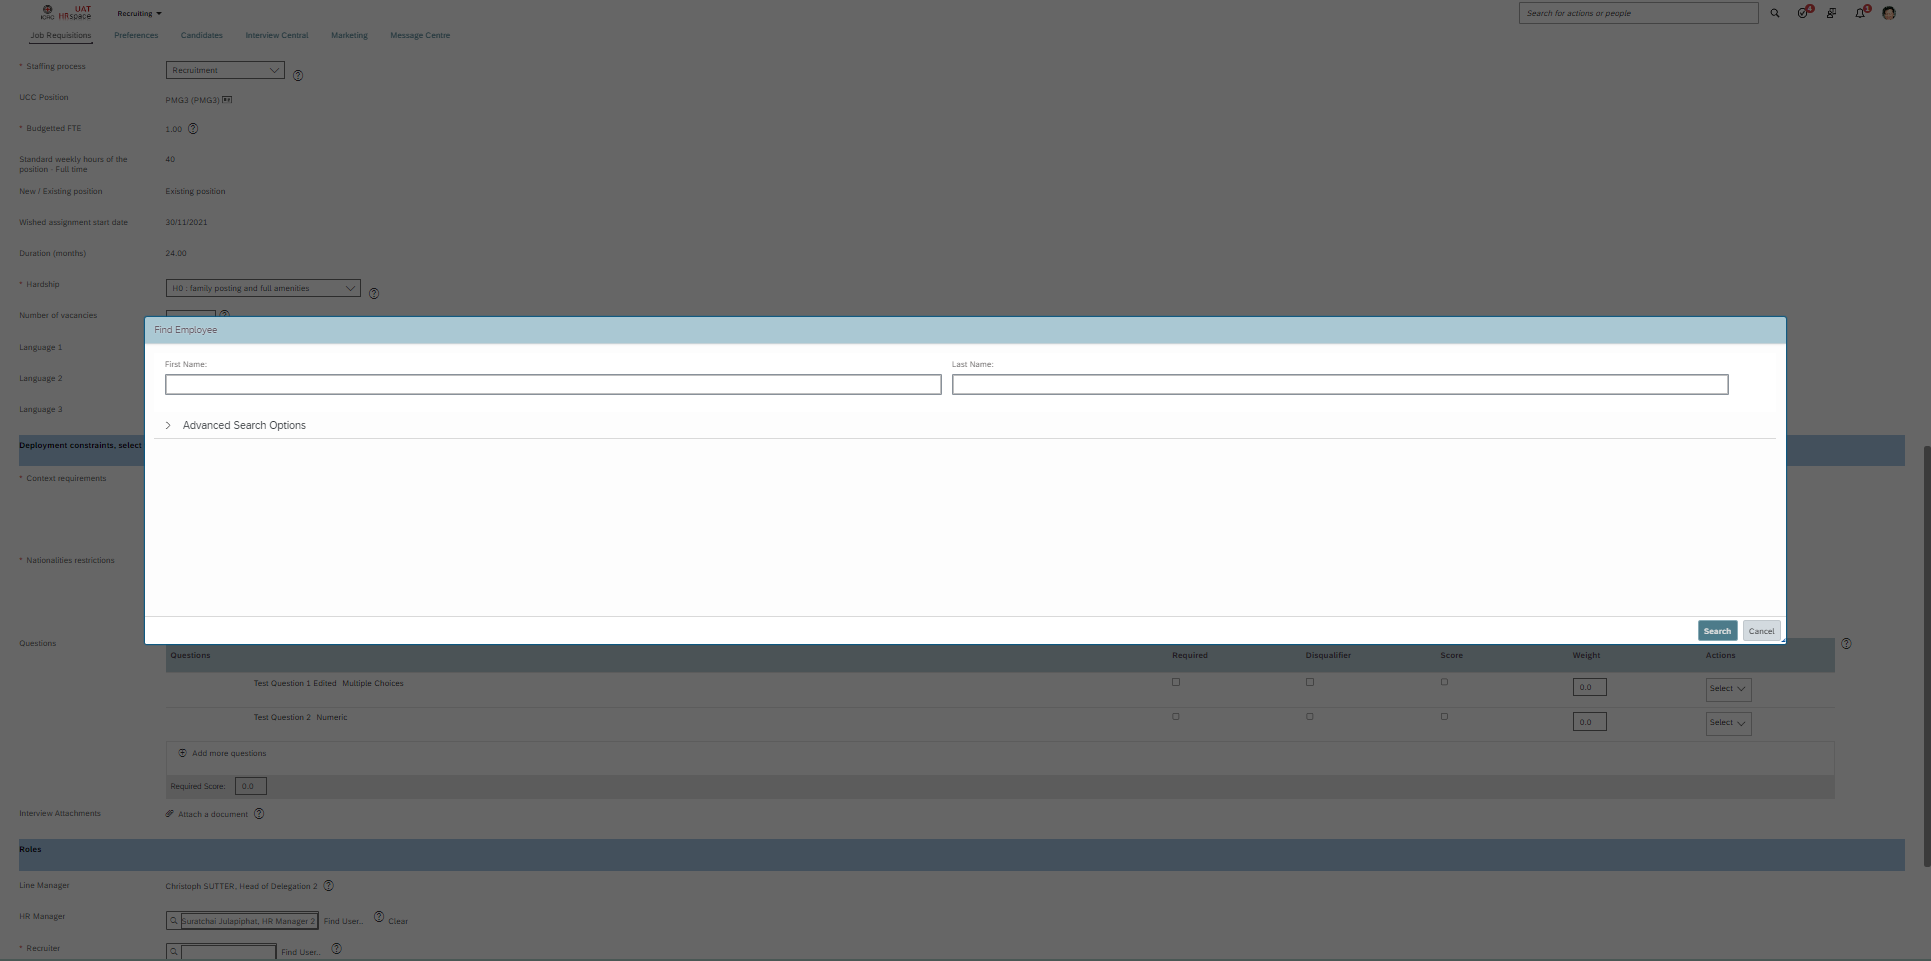 UAT
ICRC HRspace
Recruiting
Search for actions or people
4
1
Job Requisitions
Preferences
Candidates
Interview Central
Marketing
Message Centre
* Staffing process
Recruitment
UCC Position
PMG3 (PMG3)
* Budgetted FTE
1.00
Standard weekly hours of the
position - Full time
40
New / Existing position
Existing position
Wished assignment start date
30/11/2021
Duration (months)
24.00
* Hardship
H0 : family posting and full amenities
Number of vacancies
Language 1
Language 2
Language 3
Deployment constraints, select
* Context requirements
* Nationalities restrictions
Find Employee
First Name:
Last Name:
Advanced Search Options
Search
Cancel
Questions
Questions
Required
Disqualifier
Score
Weight
Actions
Test Question 1 Edited Multiple Choices
0.0
Select
Test Question 2 Numeric
0.0
Select
Add more questions
Required Score:
0.0
Interview Attachments
Attach a document
Roles
Line Manager
Christoph SUTTER, Head of Delegation 2
HR Manager
Suratchai Julapiphat, HR Manager 2
Find User...
Clear
* Recruiter
Find User...